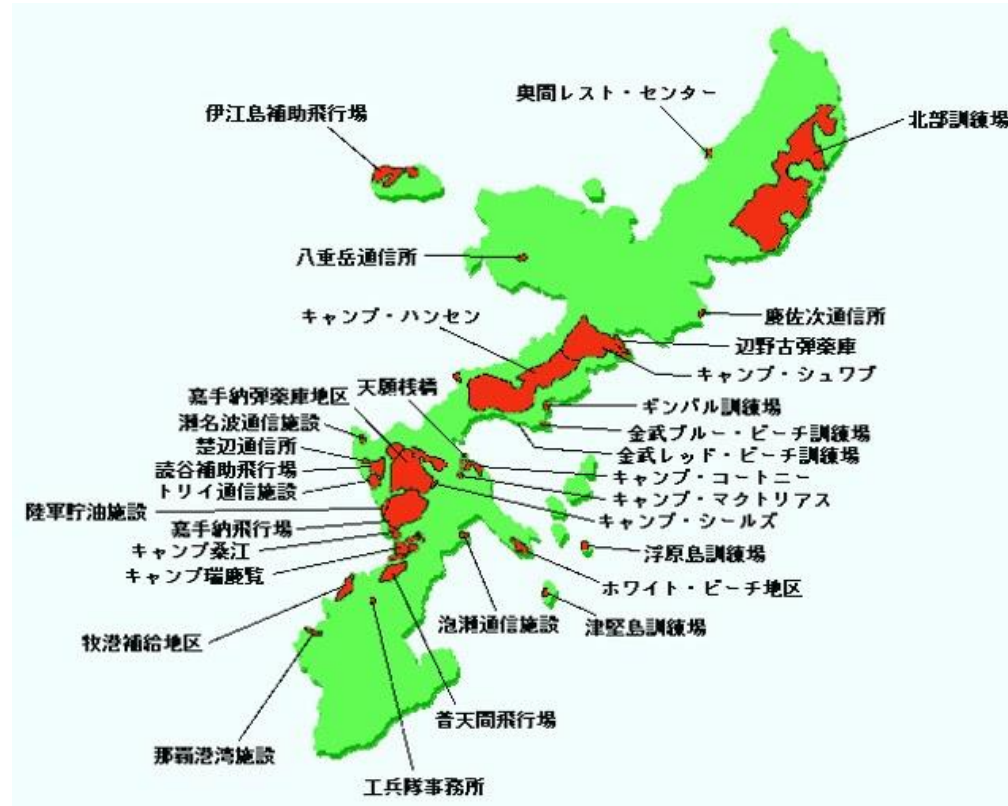 奥間レスト・センター
伊江島補助飛行場
北部訓練場
八重岳通信所
キャンプ・ハンセン
慶佐次通信所
辺野古弾薬庫
キャンプ・シュワブ
天願桟橋
嘉手納弾薬庫地区
ギンバル訓練場
瀬名波通信施設
金武ブルー・ビーチ訓練場
楚辺通信所
金武レッド・ビーチ訓練場
読谷補助飛行場
キャンプ・コートニー
トリイ通信施設
キャンプ・マクトリアス
陸軍貯油施設
キャンプ・シールズ
嘉手納飛行場
キャンプ桑江
浮原島訓練場
キャンプ瑞慶覧
ホワイト・ビーチ地区
泡瀬通信施設
津堅島訓練場
牧港補給地区
普天間飛行場
那覇港湾施設
工兵隊事務所